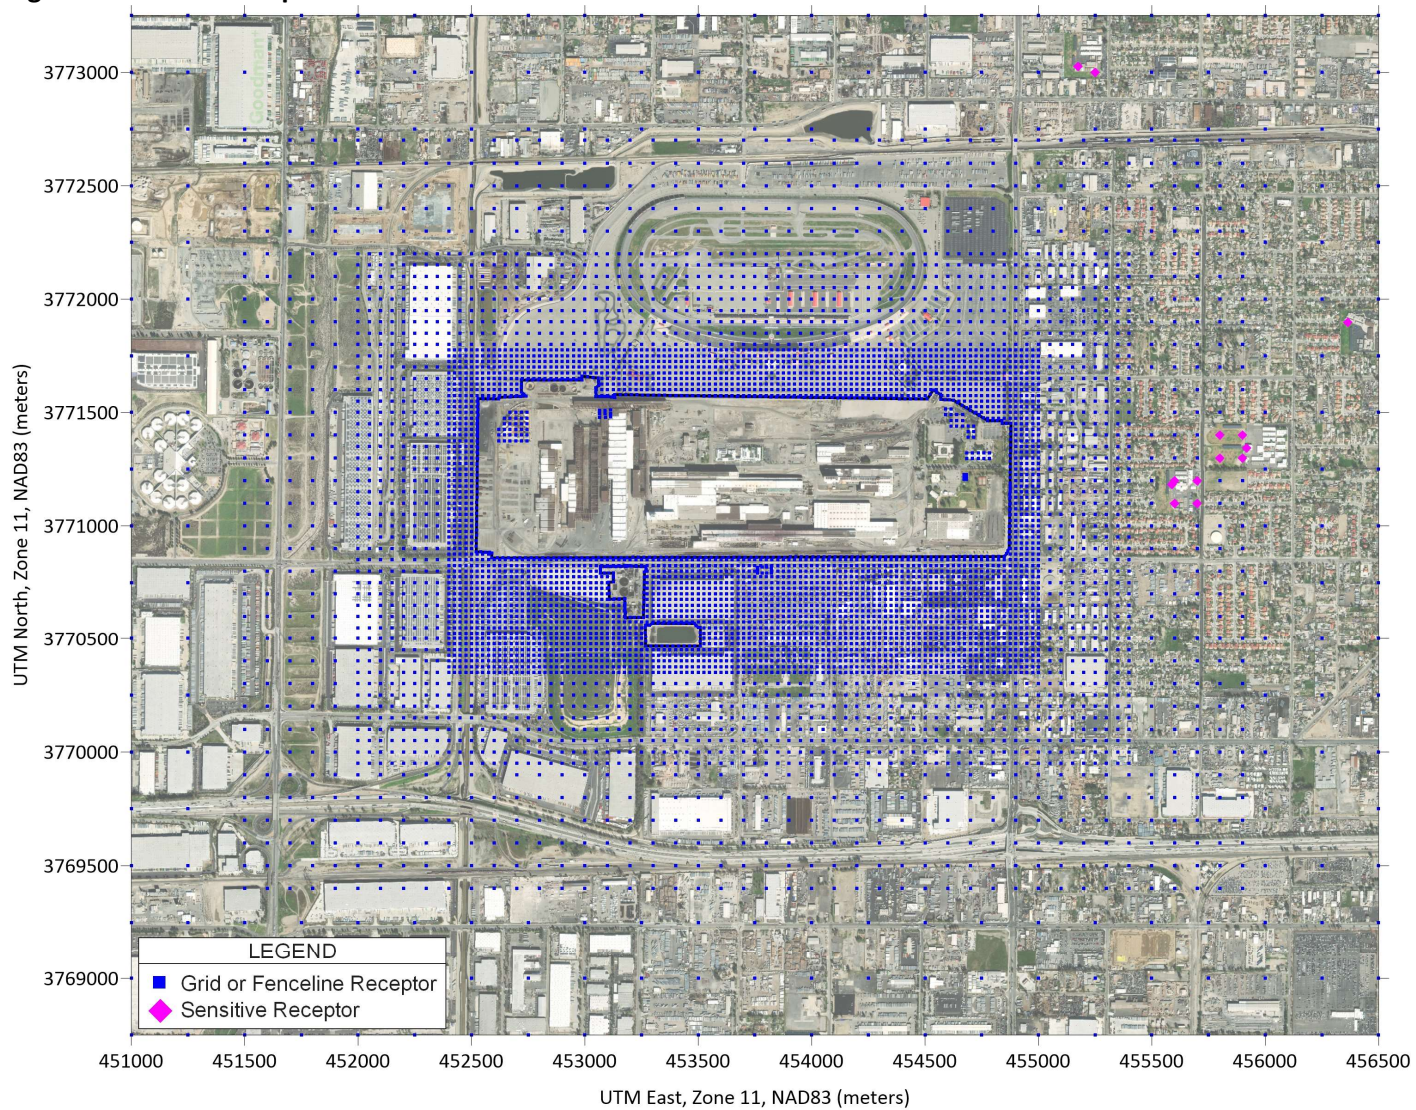 Goodman
3773000
3772500
3772000
3771500
3771000
3770500
3770000
3769500
3769000
UTM North, Zone 11, NAD83 (meters)
LEGEND
Grid or Fenceline Receptor
Sensitive Receptor
451000 451500 452000 452500 453000 453500 454000 454500 455000 455500 456000 456500
UTM East, Zone 11, NAD83 (meters)